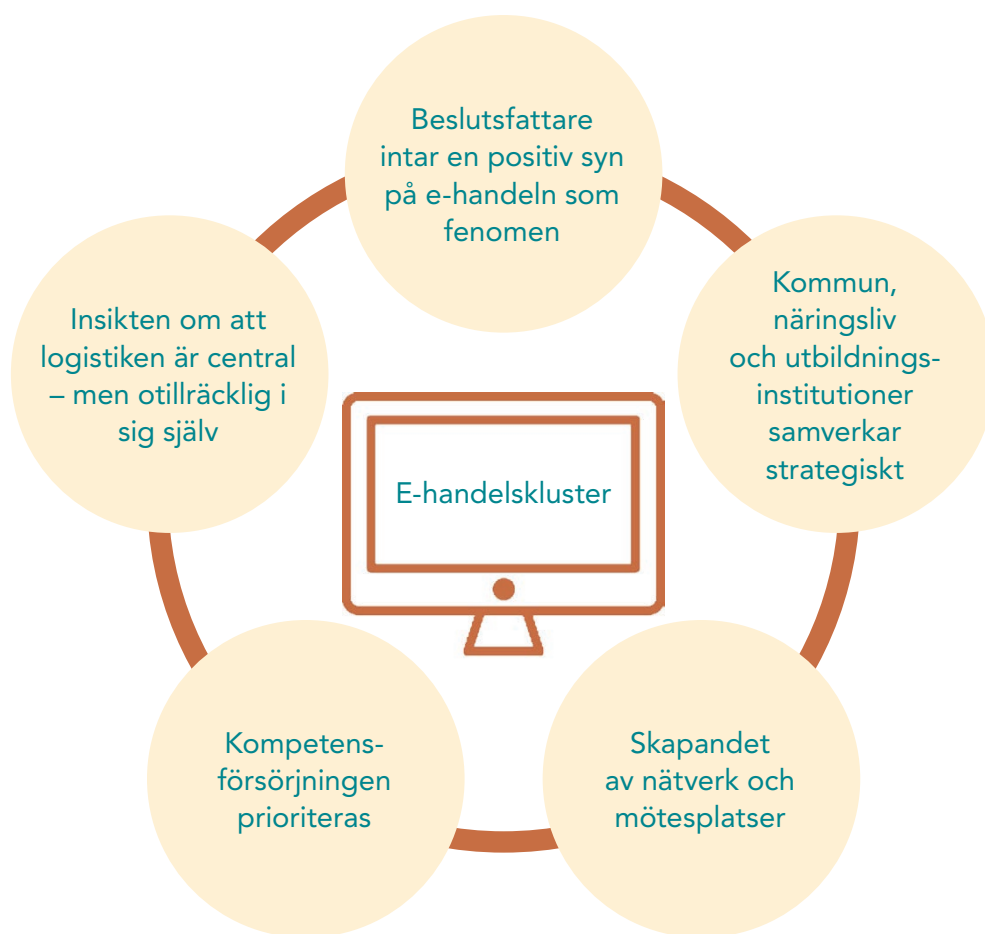 Beslutsfattare
intar en positiv syn
på e-handeln som
fenomen
Kommun,
näringsliv
och utbildnings-
institutioner
samverkar
strategiskt
Insikten om att
logistiken är central
– men otillräcklig i
sig själv
E-handelskluster
Kompetens-
försörjningen
prioriteras
Skapandet
av nätverk och
mötesplatser